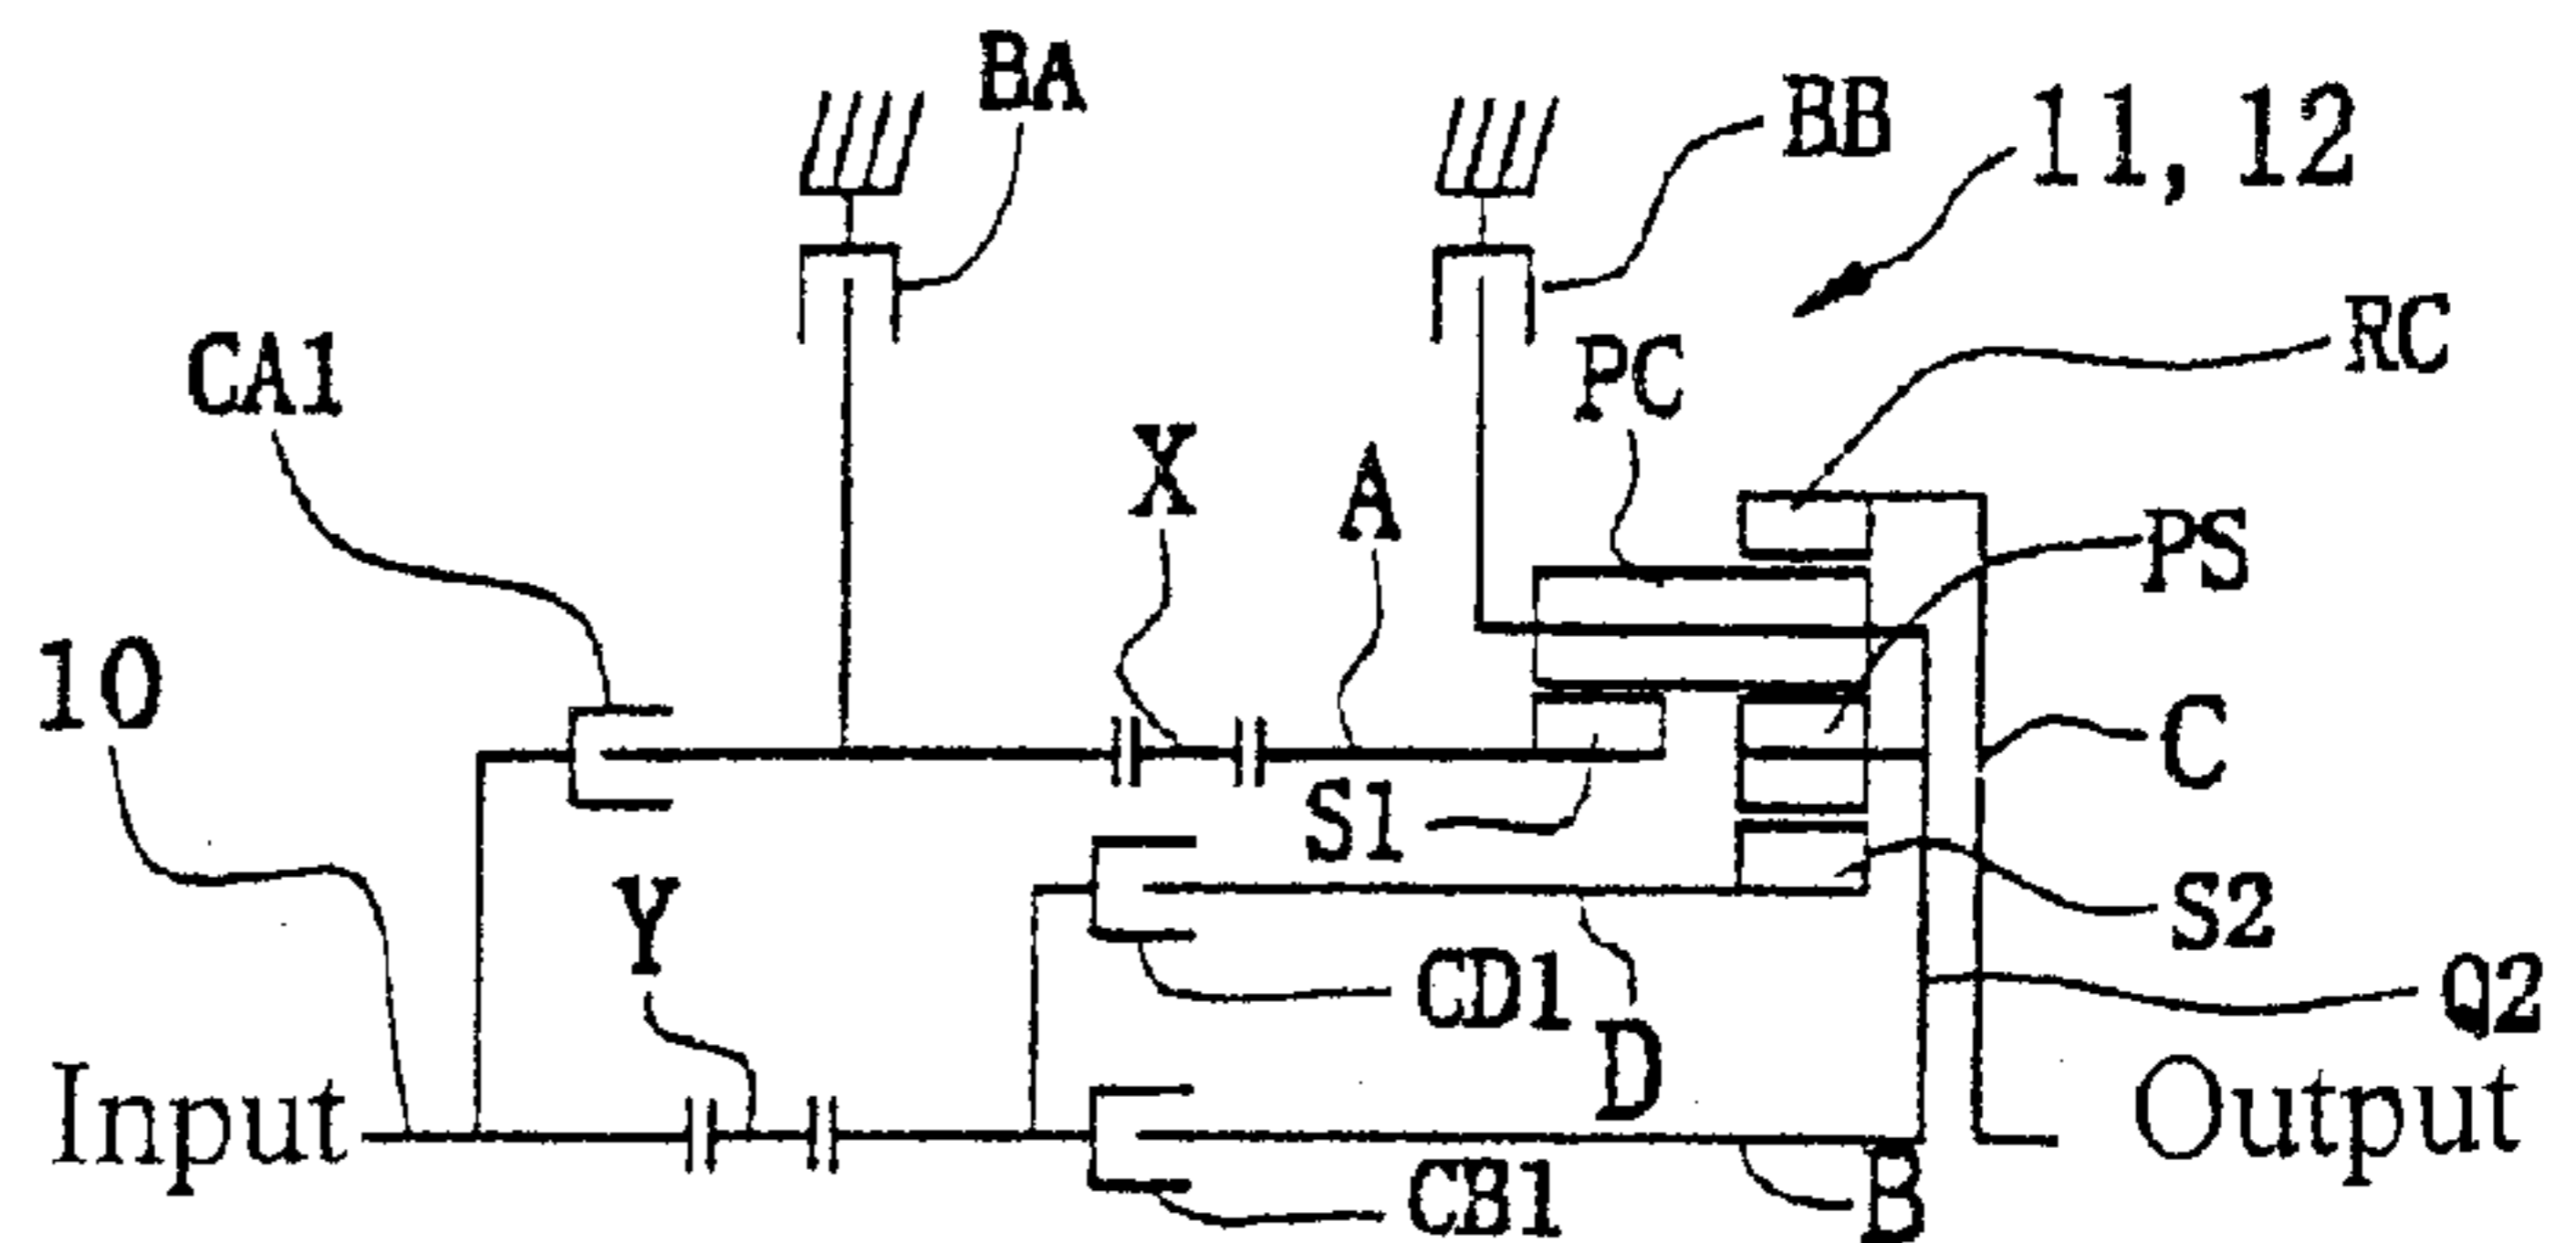 BA
BB
11, 12
CA1
PC
RC
X
A
PS
10
S1
C
Y
S2
CD1
D
Q2
Input
Output
CB1
B